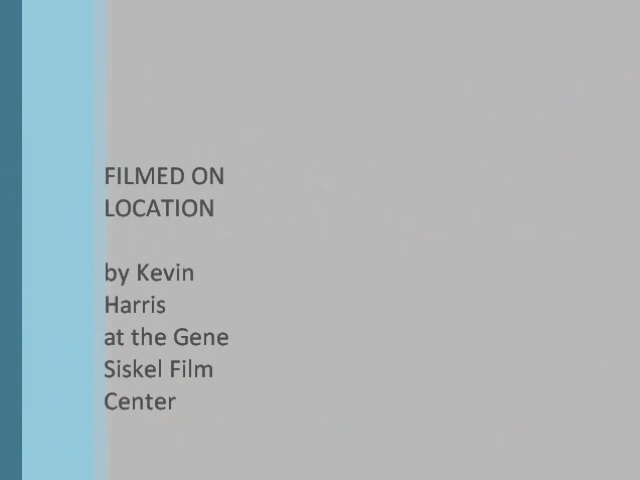 FILMED ON
LOCATION
by Kevin
Harris
at the Gene
Siskel Film
Center